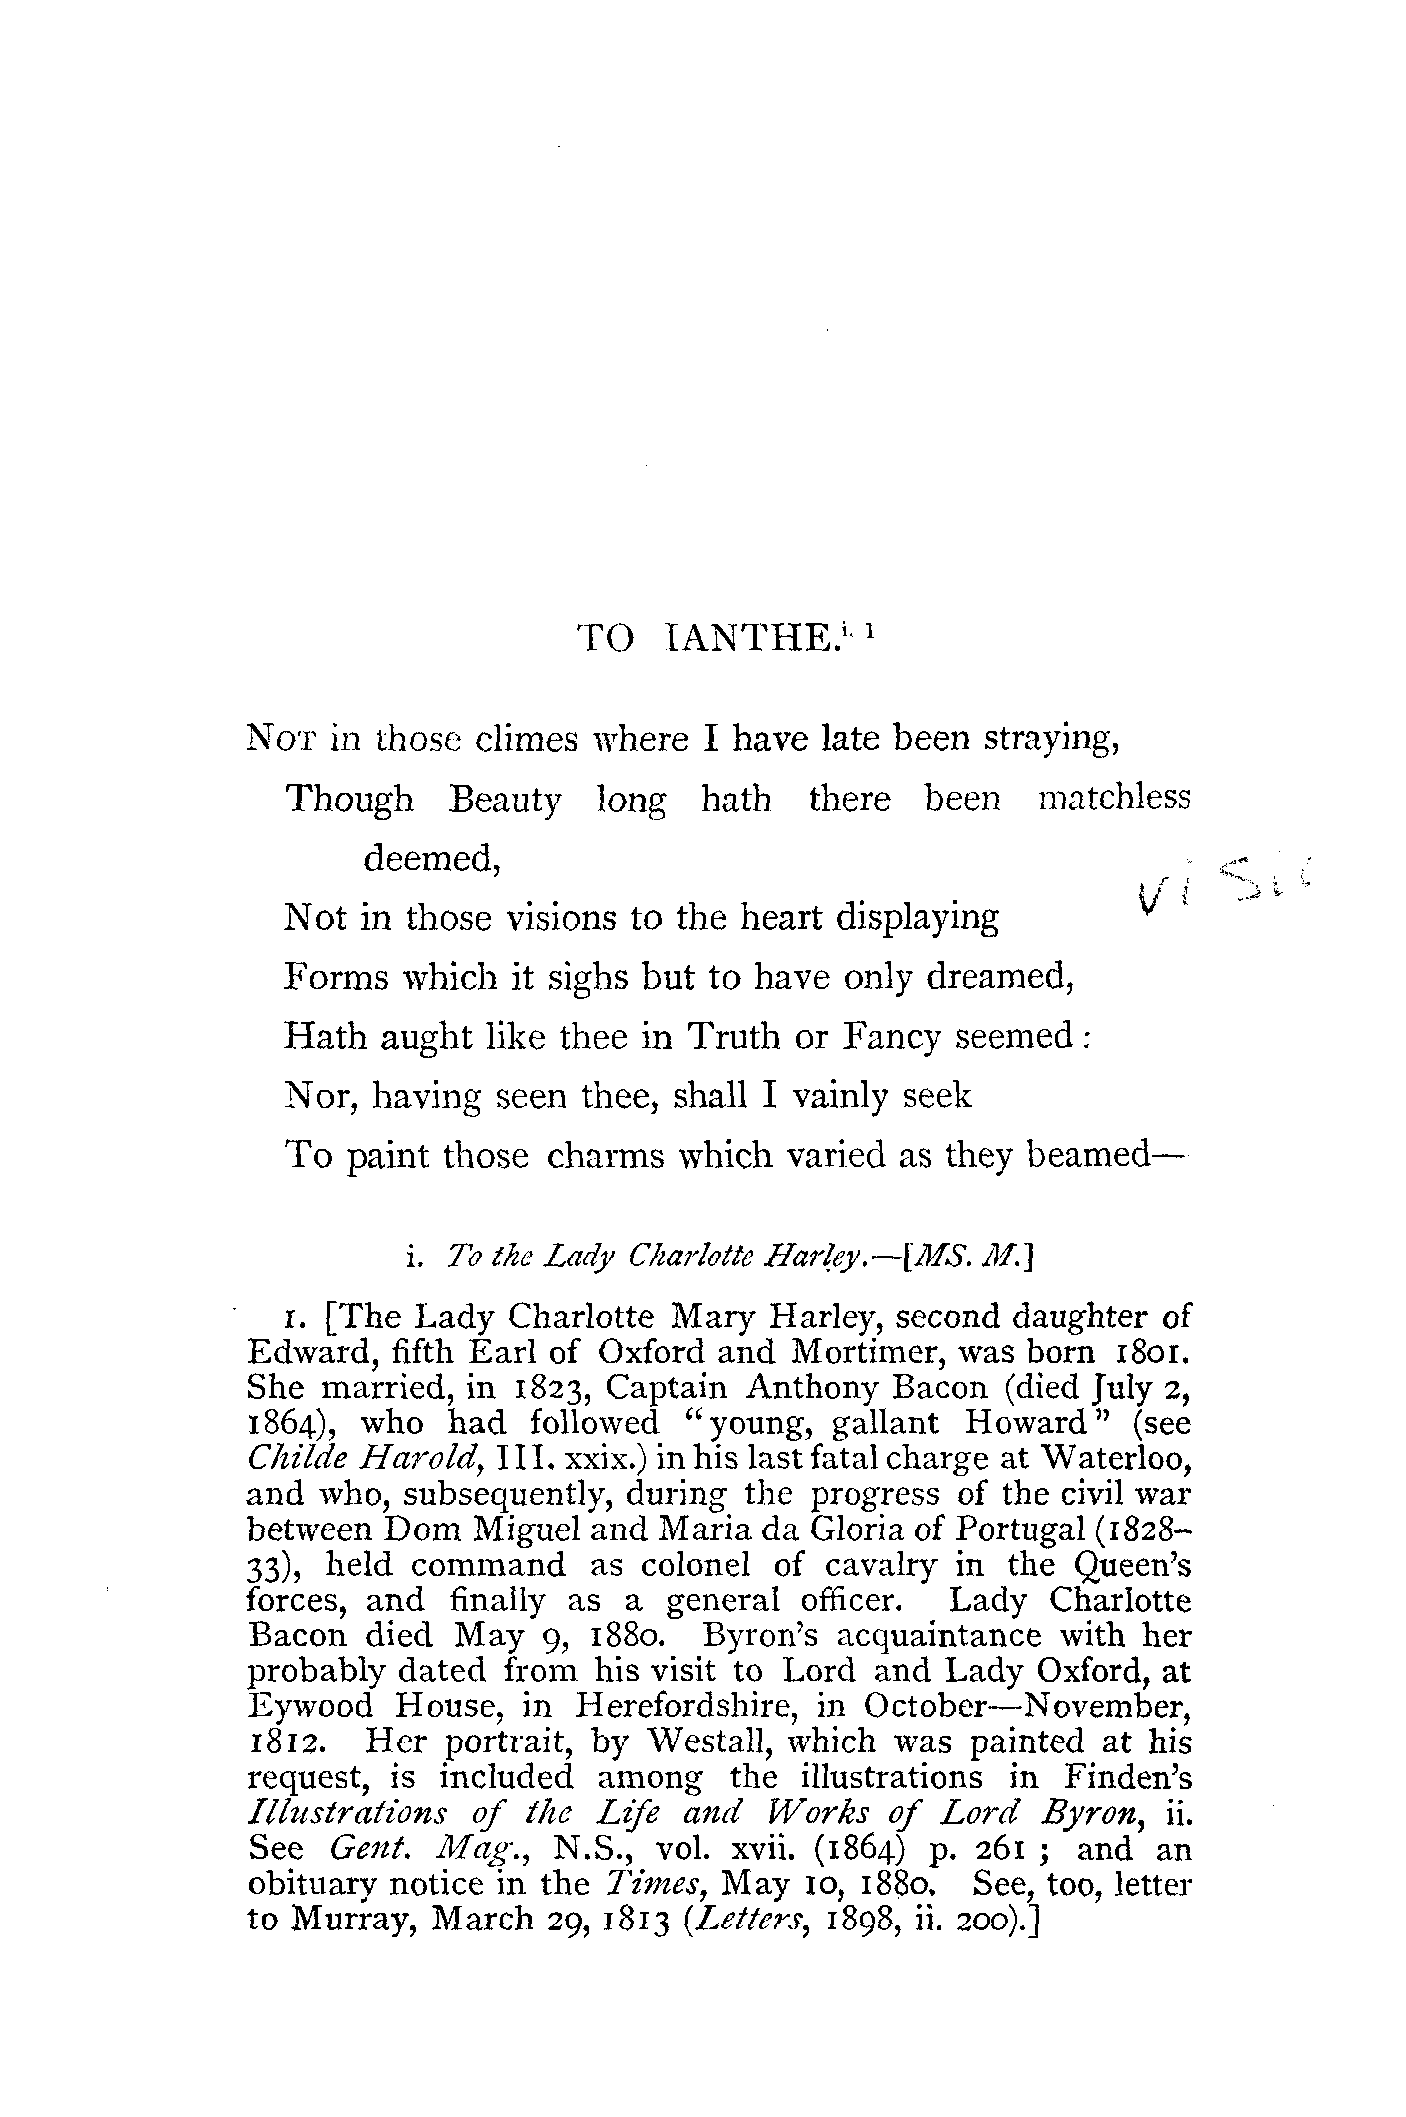 TO IANTHE.i. 1
NOT in those climes where I have late been straying,
Though Beauty long hath there been matchless
deemed,
Not in those visions to the heart displaying
Forms which it sighs but to have only dreamed,
Hath aught like thee in Truth or Fancy seemed :
Nor, having seen thee, shall I vainly seek
To paint those charms which varied as they beamed—
i. To the Lady Charlotte Harley.—[MS. M.]
1. [The Lady Charlotte Mary Harley, second daughter of
Edward, fifth Earl of Oxford and Mortimer, was born 1801.
She married, in 1823, Captain Anthony Bacon (died July 2,
1864), who had followed “young, gallant Howard” (see
Childe Harold, III. xxix.) in his last fatal charge at Waterloo,
and who, subsequently, during the progress of the civil war
between Dom Miguel and Maria da Gloria of Portugal (1828–
33), held command as colonel of cavalry in the Queen’s
forces, and finally as a general officer. Lady Charlotte
Bacon died May 9, 1880. Byron’s acquaintance with her
probably dated from his visit to Lord and Lady Oxford, at
Eywood House, in Herefordshire, in October—November,
1812. Her portrait, by Westall, which was painted at his
request, is included among the illustrations in Finden’s
Illustrations of the Life and Works of Lord Byron, ii.
See Gent. Mag., N.S., vol. xvii. (1864) p. 261 ; and an
obituary notice in the Times, May 10, 1880. See, too, letter
to Murray, March 29, 1813 (Letters, 1898, ii. 200).]